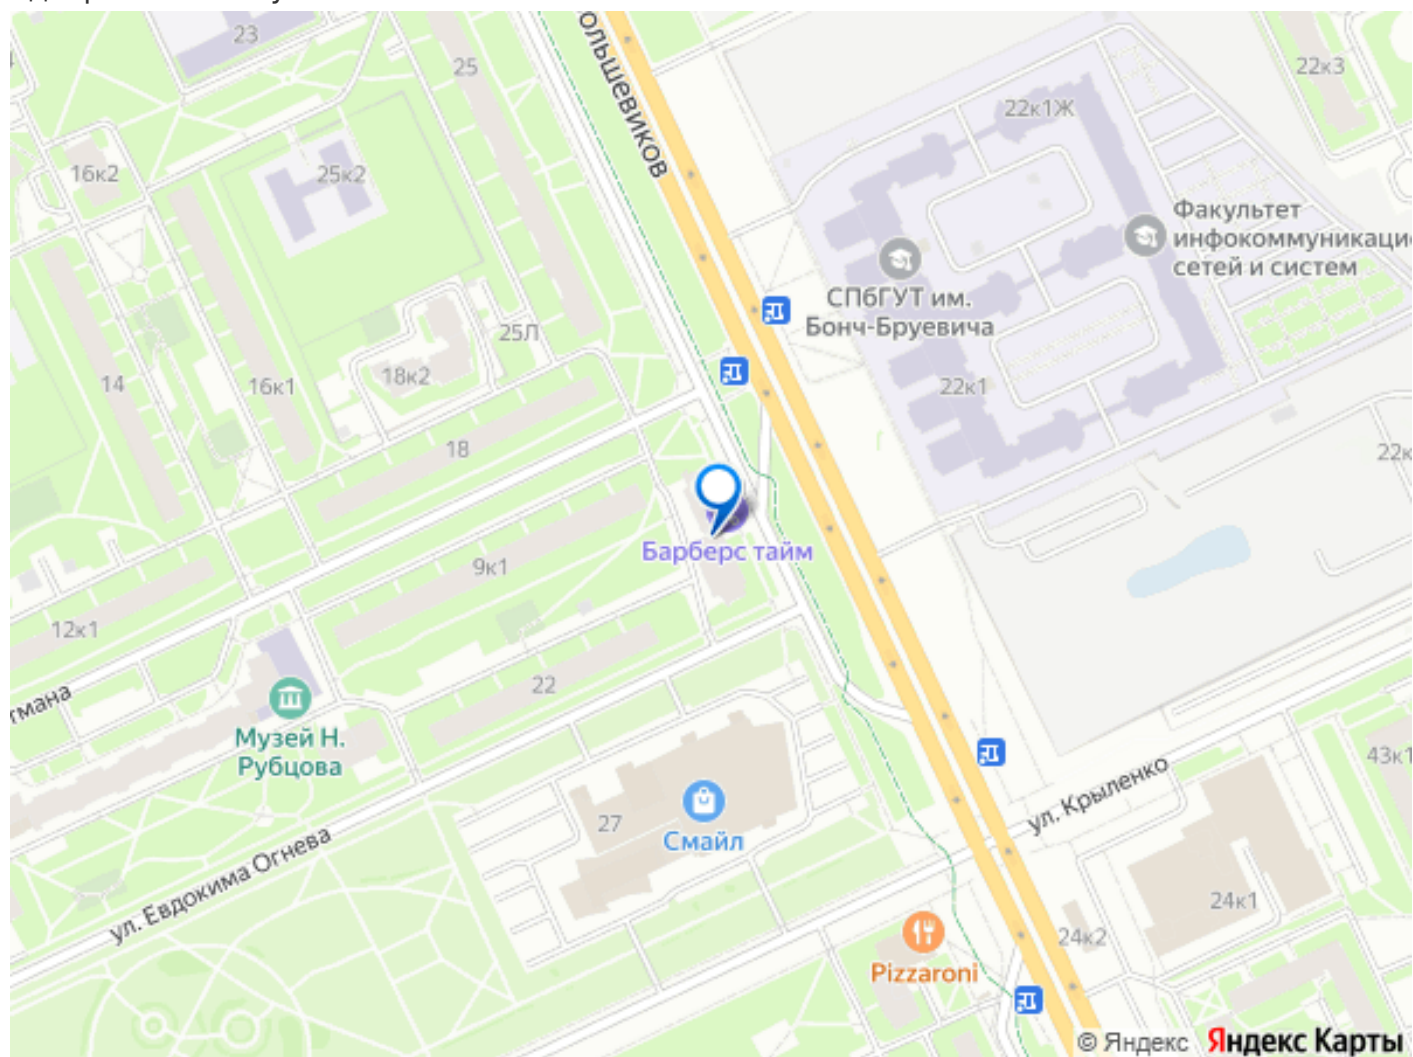 23
25
ольшевиков
22к3
22к1Ж
16к2
25к2
Факультет
инфокоммуникацио
сетей и систем
СПбГУТ им.
Бонч-Бруевича
25Л
14
16к1
18к2
22к1
18
22к
Барберс тайм
9к1
12к1
22
тмана
Музей Н.
Рубцова
43к1
ул. Крыленко
27
Смайл
ул. Евдокима Огнева
24к1
24к2
Pizzaroni
© Яндекс Яндекс Карты